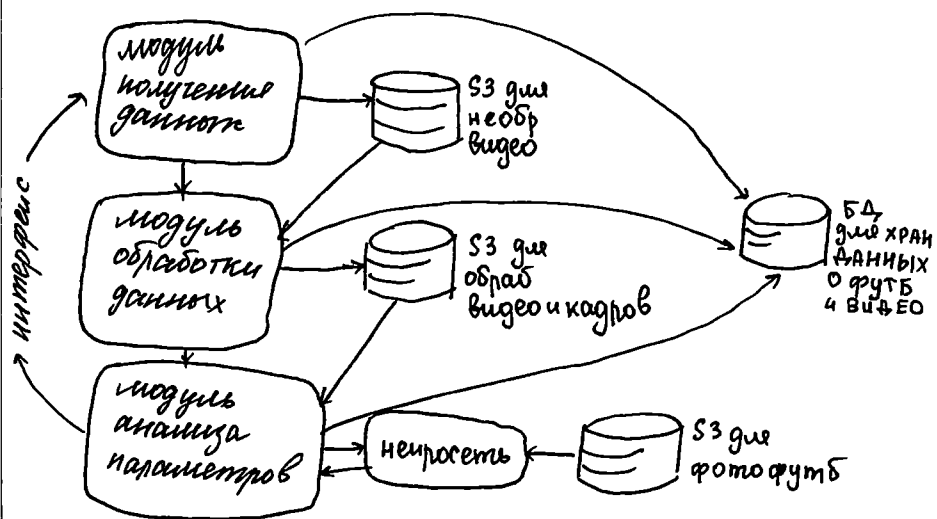 модуль
получения
данных
S3 для
необр
видео
интерфейс
модуль
обработки
данных
S3 для
обраб
видео и кадров
БД
для ХРАН
ДАННЫХ
О ФУТБ
и ВИДЕО
модуль
анализа
параметров
нейросеть
S3 для
фото футб